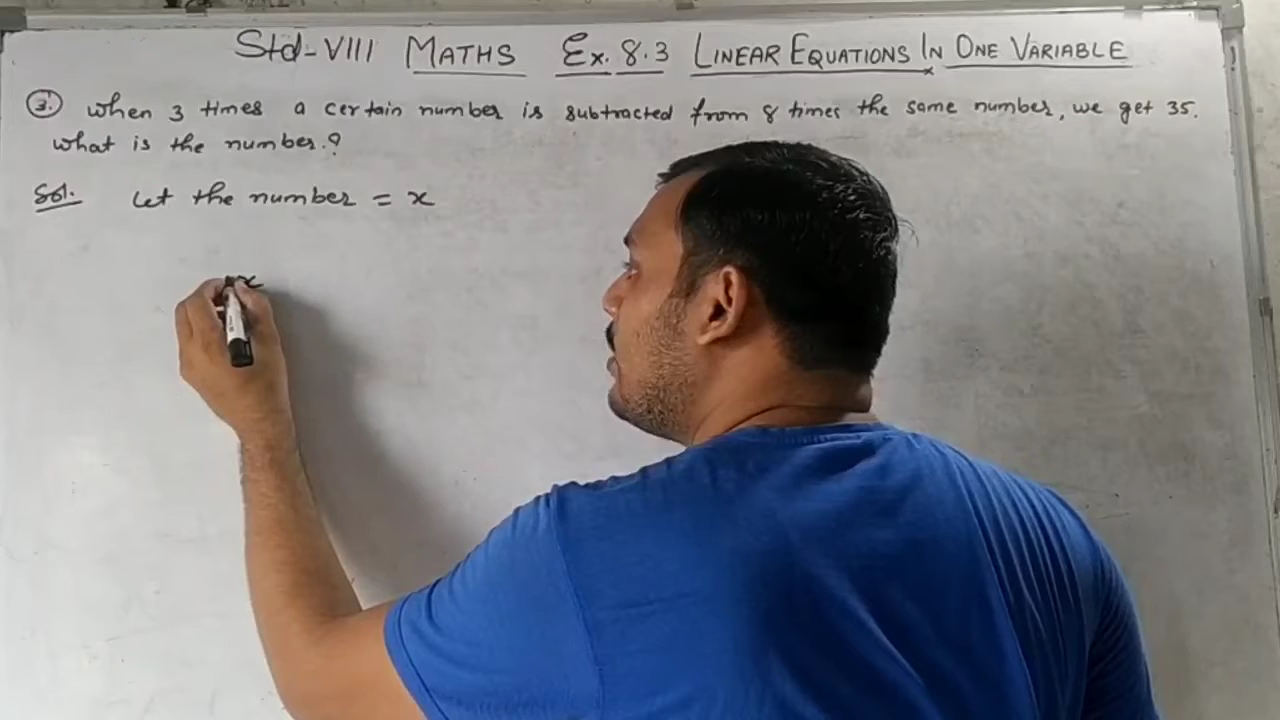 Std-VIII MATHS Ex. 8.3 LINEAR EQUATIONS IN ONE VARIABLE
3. When 3 times a certain number is subtracted from 8 times the same number, we get 35.
What is the number?
Sol. Let the number = x